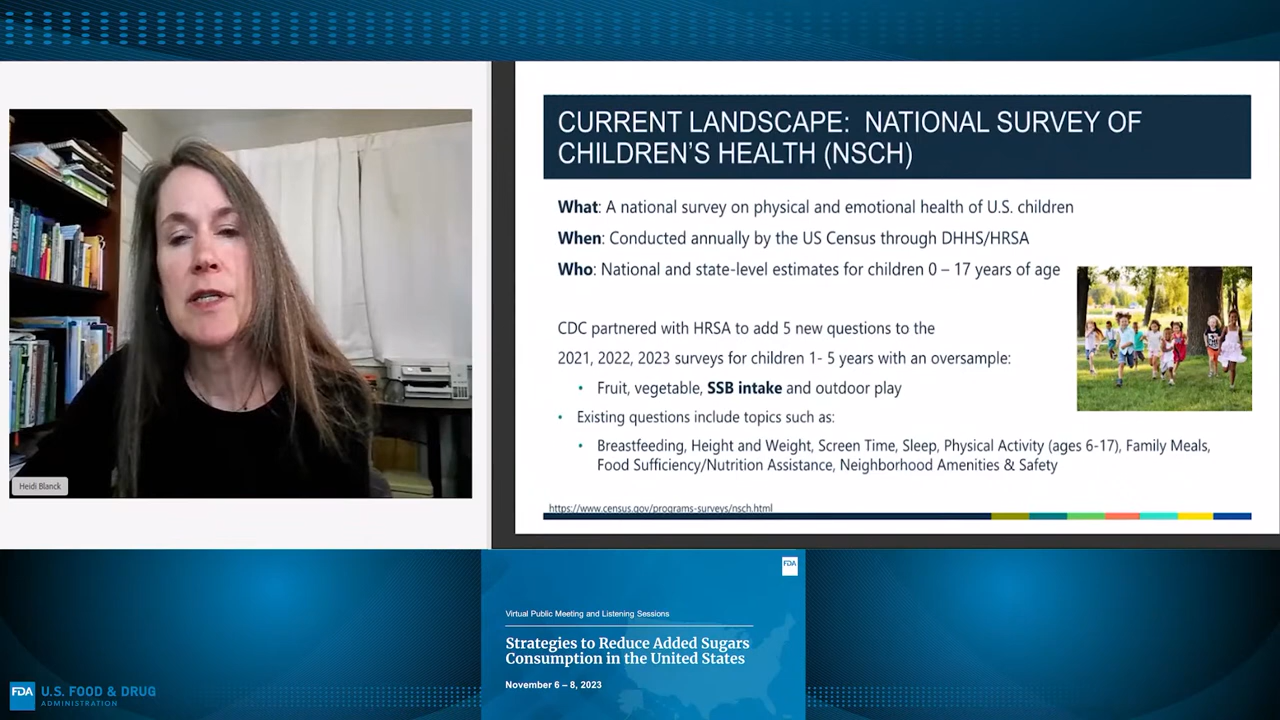 CURRENT LANDSCAPE: NATIONAL SURVEY OF
CHILDREN'S HEALTH (NSCH)
What: A national survey on physical and emotional health of U.S. children
When: Conducted annually by the US Census through DHHS/HRSA
Who: National and state-level estimates for children 0 – 17 years of age
CDC partnered with HRSA to add 5 new questions to the
2021, 2022, 2023 surveys for children 1- 5 years with an oversample:
• Fruit, vegetable, SSB intake and outdoor play
• Existing questions include topics such as:
• Breastfeeding, Height and Weight, Screen Time, Sleep, Physical Activity (ages 6-17), Family Meals,
Food Sufficiency/Nutrition Assistance, Neighborhood Amenities & Safety
https://www.census.gov/programs-surveys/nsch.html
Heidi Blanck
FDA
Virtual Public Meeting and Listening Sessions
Strategies to Reduce Added Sugars
Consumption in the United States
November 6 – 8, 2023
FDA U.S. FOOD & DRUG
ADMINISTRATION